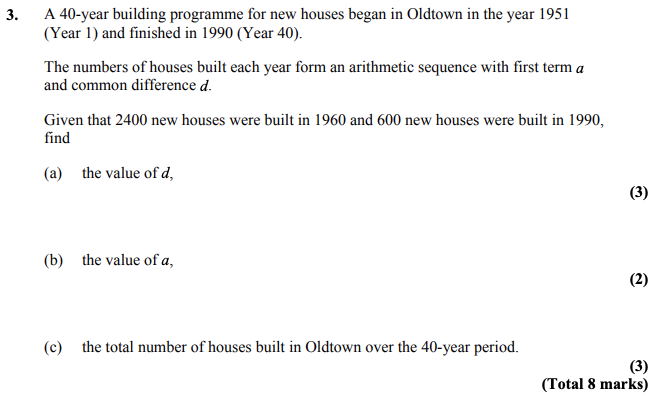 3. A 40-year building programme for new houses began in Oldtown in the year 1951
(Year 1) and finished in 1990 (Year 40).
The numbers of houses built each year form an arithmetic sequence with first term a
and common difference d.
Given that 2400 new houses were built in 1960 and 600 new houses were built in 1990,
find
(a) the value of d,
(3)
(b) the value of a,
(2)
(c) the total number of houses built in Oldtown over the 40-year period.
(3)
(Total 8 marks)